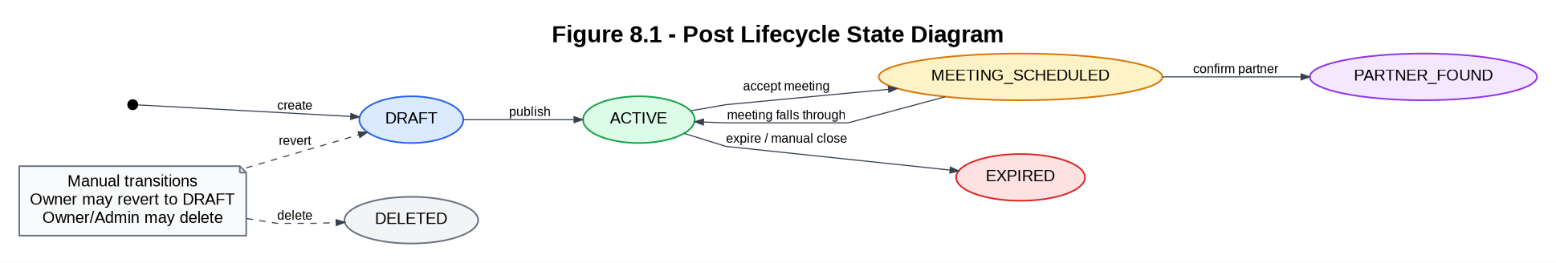 Figure 8.1 - Post Lifecycle State Diagram
create
DRAFT
publish
ACTIVE
accept meeting
meeting falls through
expire / manual close
MEETING_SCHEDULED
confirm partner
PARTNER_FOUND
EXPIRED
revert
Manual transitions
Owner may revert to DRAFT
Owner/Admin may delete
delete
DELETED